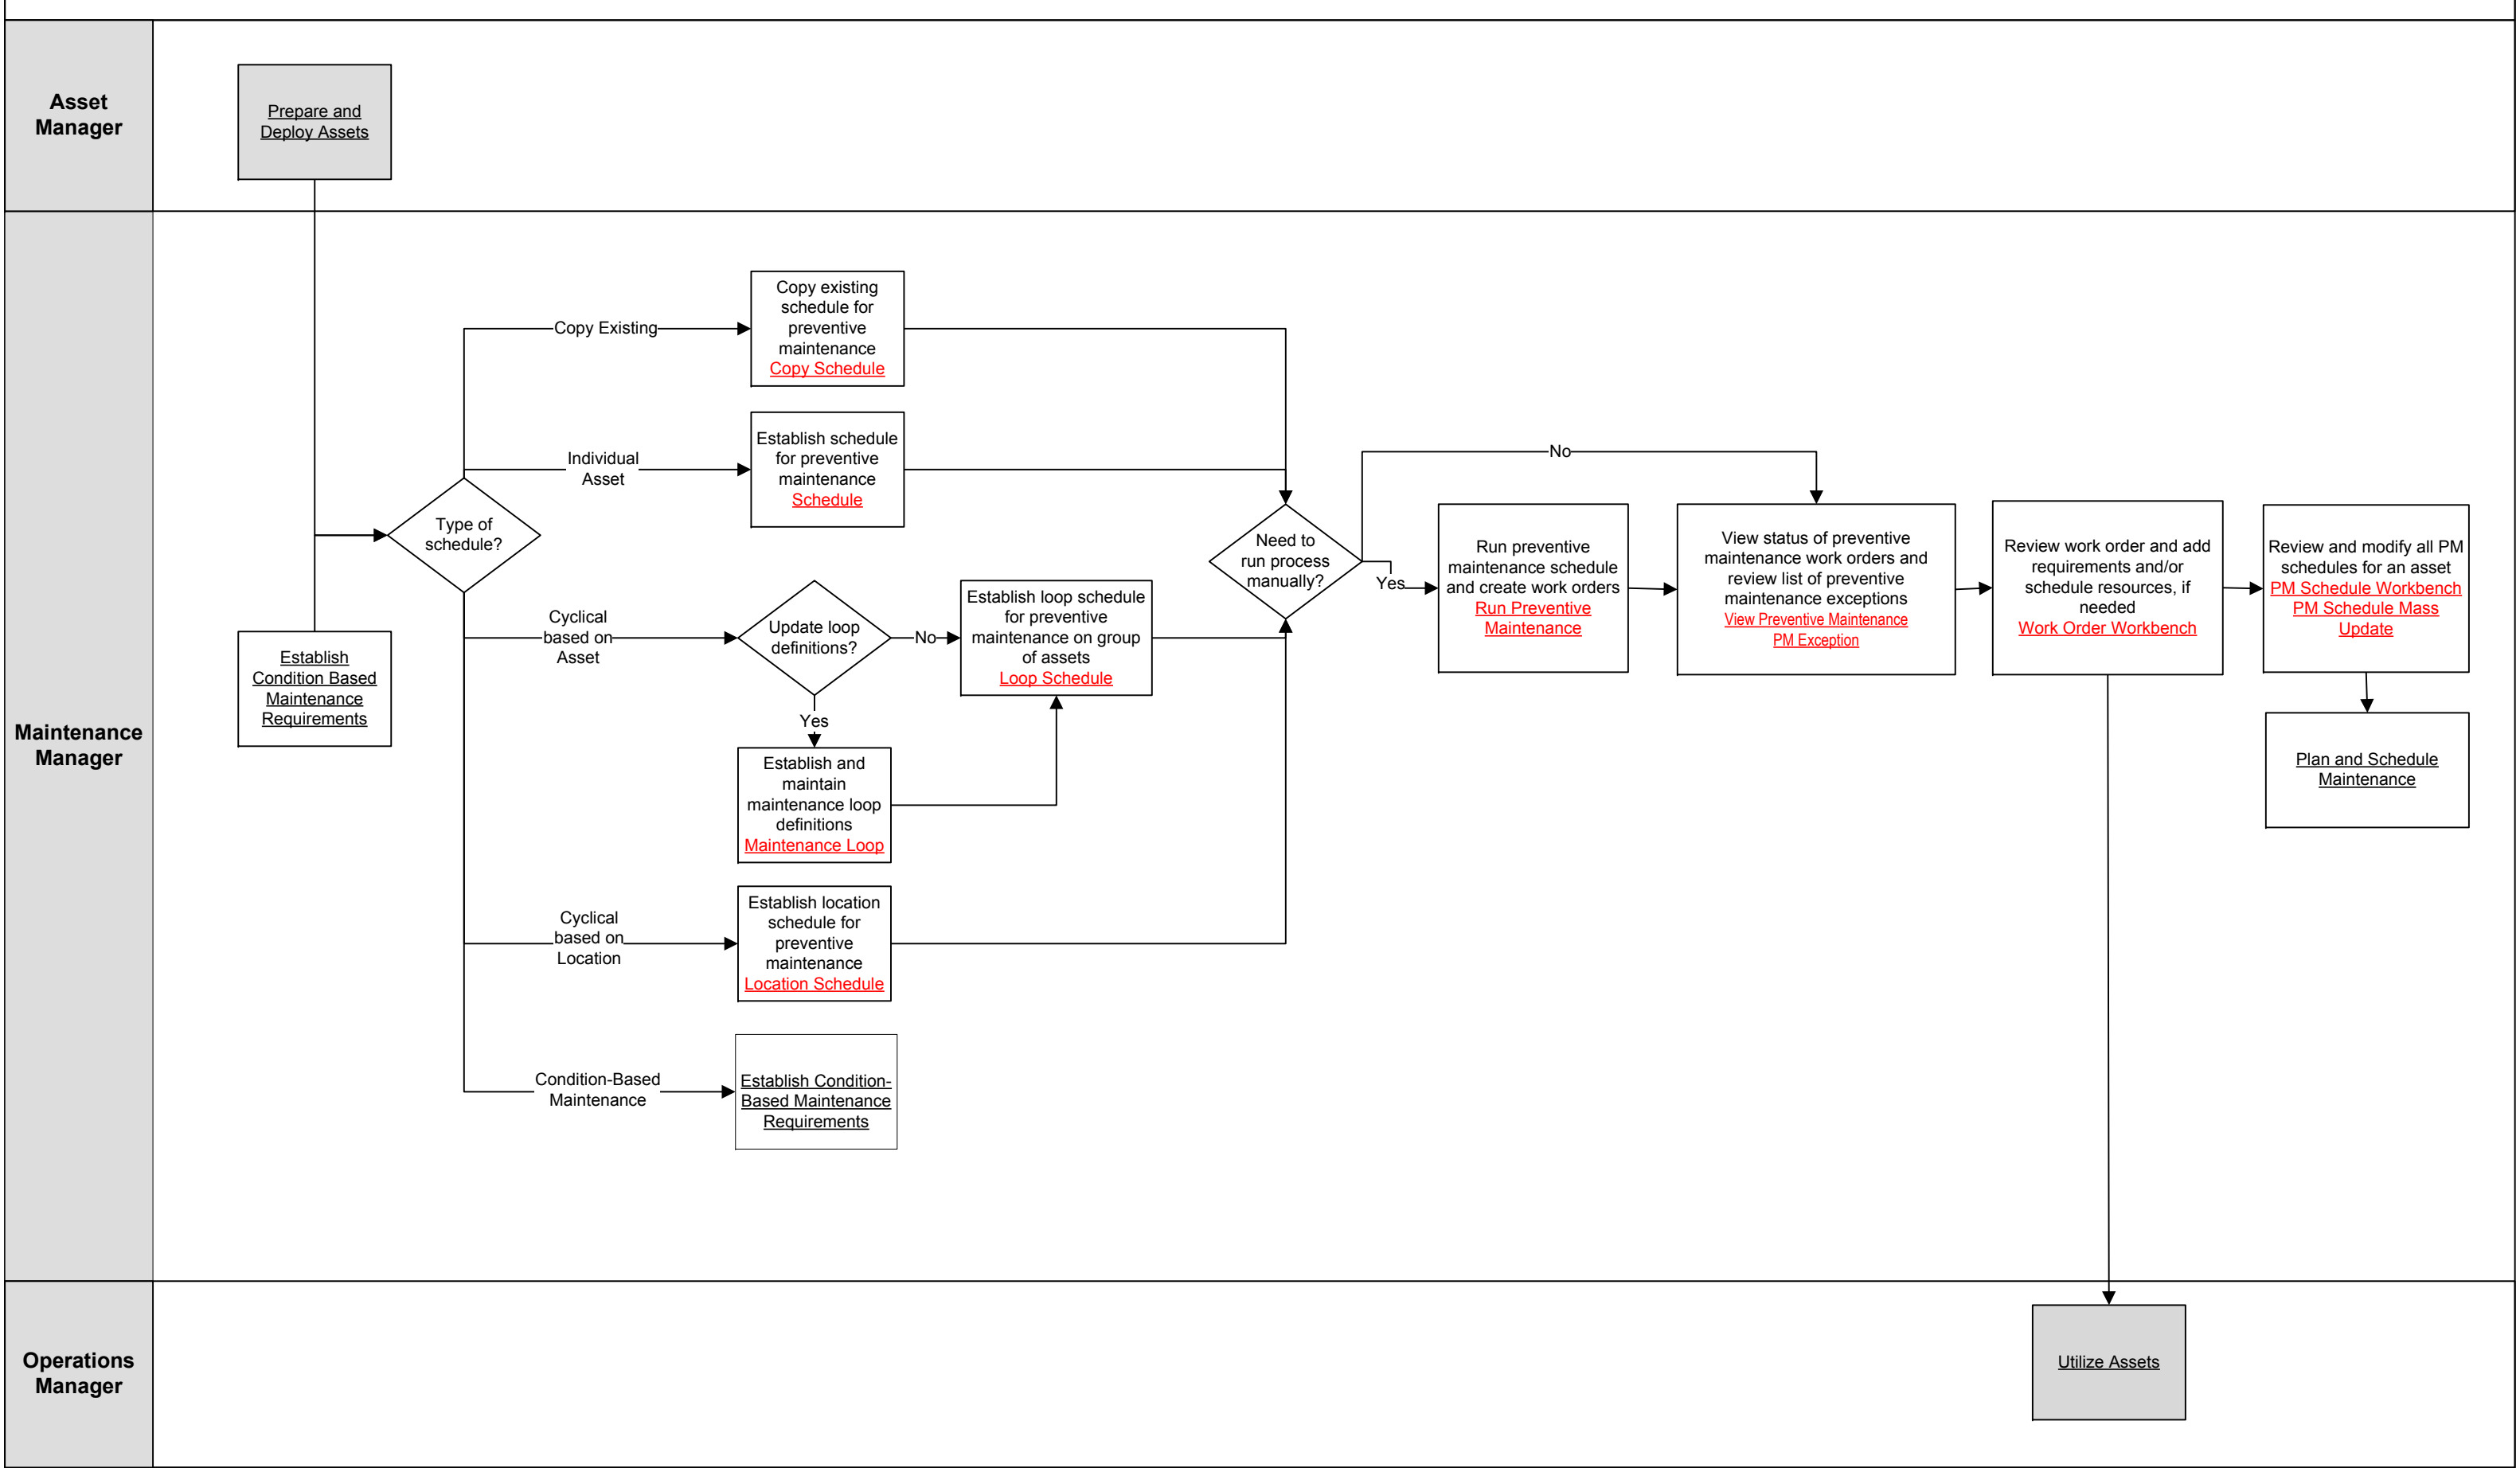 Asset
Manager
Prepare and
Deploy Assets
Maintenance
Manager
Establish
Condition Based
Maintenance
Requirements
Type of
schedule?
Copy Existing
Copy existing
schedule for
preventive
maintenance
Copy Schedule
Individual
Asset
Establish schedule
for preventive
maintenance
Schedule
Cyclical
based on
Asset
Update loop
definitions?
No
Establish loop schedule
for preventive
maintenance on group
of assets
Loop Schedule
Yes
Establish and
maintain
maintenance loop
definitions
Maintenance Loop
Cyclical
based on
Location
Establish location
schedule for
preventive
maintenance
Location Schedule
Condition-Based
Maintenance
Establish Condition-
Based Maintenance
Requirements
Need to
run process
manually?
No
Yes
Run preventive
maintenance schedule
and create work orders
Run Preventive
Maintenance
View status of preventive
maintenance work orders and
review list of preventive
maintenance exceptions
View Preventive Maintenance
PM Exception
Review work order and add
requirements and/or
schedule resources, if
needed
Work Order Workbench
Review and modify all PM
schedules for an asset
PM Schedule Workbench
PM Schedule Mass
Update
Plan and Schedule
Maintenance
Operations
Manager
Utilize Assets